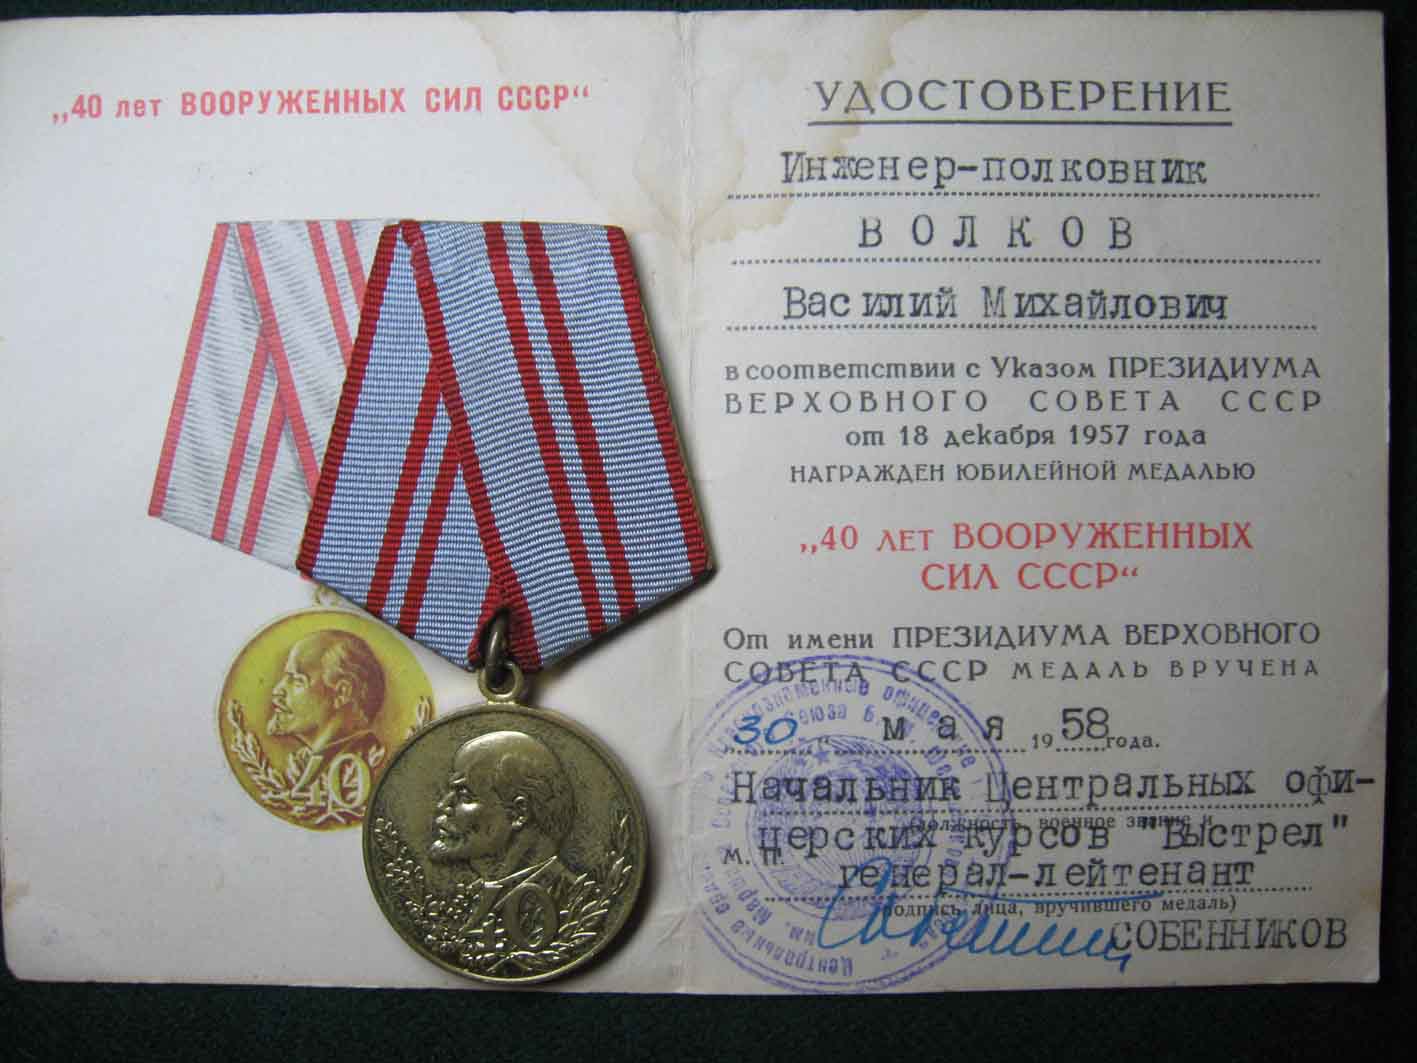 „40 лет ВООРУЖЕННЫХ СИЛ СССР“
40
40
УДОСТОВЕРЕНИЕ
Инженер-полковник
ВОЛКОВ
Василий Михайлович
в соответствии с Указом ПРЕЗИДИУМА
ВЕРХОВНОГО СОВЕТА СССР
от 18 декабря 1957 года
НАГРАЖДЕН ЮБИЛЕЙНОЙ МЕДАЛЬЮ
„40 ЛЕТ ВООРУЖЕННЫХ
СИЛ СССР“
От имени ПРЕЗИДИУМА ВЕРХОВНОГО
СОВЕТА СССР МЕДАЛЬ ВРУЧЕНА
„30“ мая 1958 года.
Начальник Центральных офи-
(должность, военное звание и
М. П. церских курсов "Выстрел"
генерал-лейтенант
подпись лица, вручившего медаль)
СОБЕННИКОВ